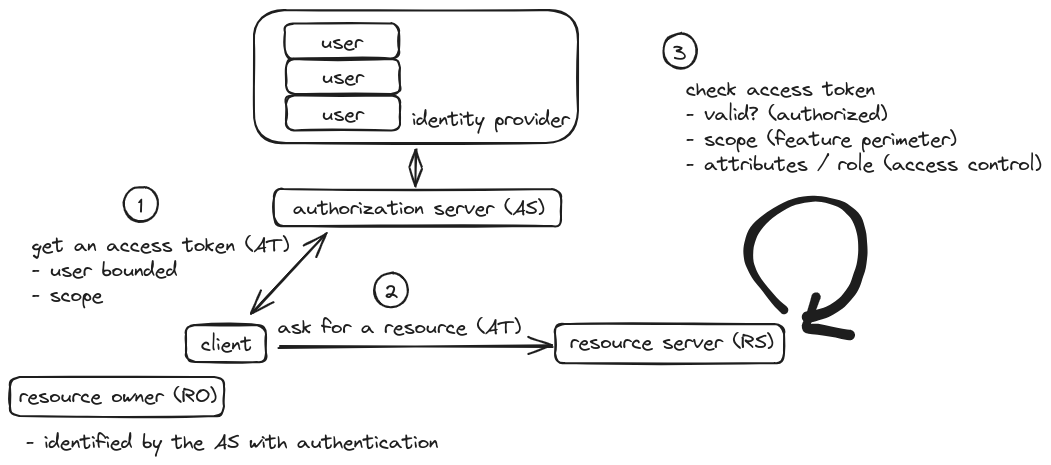 user
user
user
identity provider
3
check access token
- valid? (authorized)
- scope (feature perimeter)
- attributes / role (access control)
authorization server (AS)
1
get an access token (AT)
- user bounded
- scope
2
ask for a resource (AT)
client
resource server (RS)
resource owner (RO)
- identified by the AS with authentication